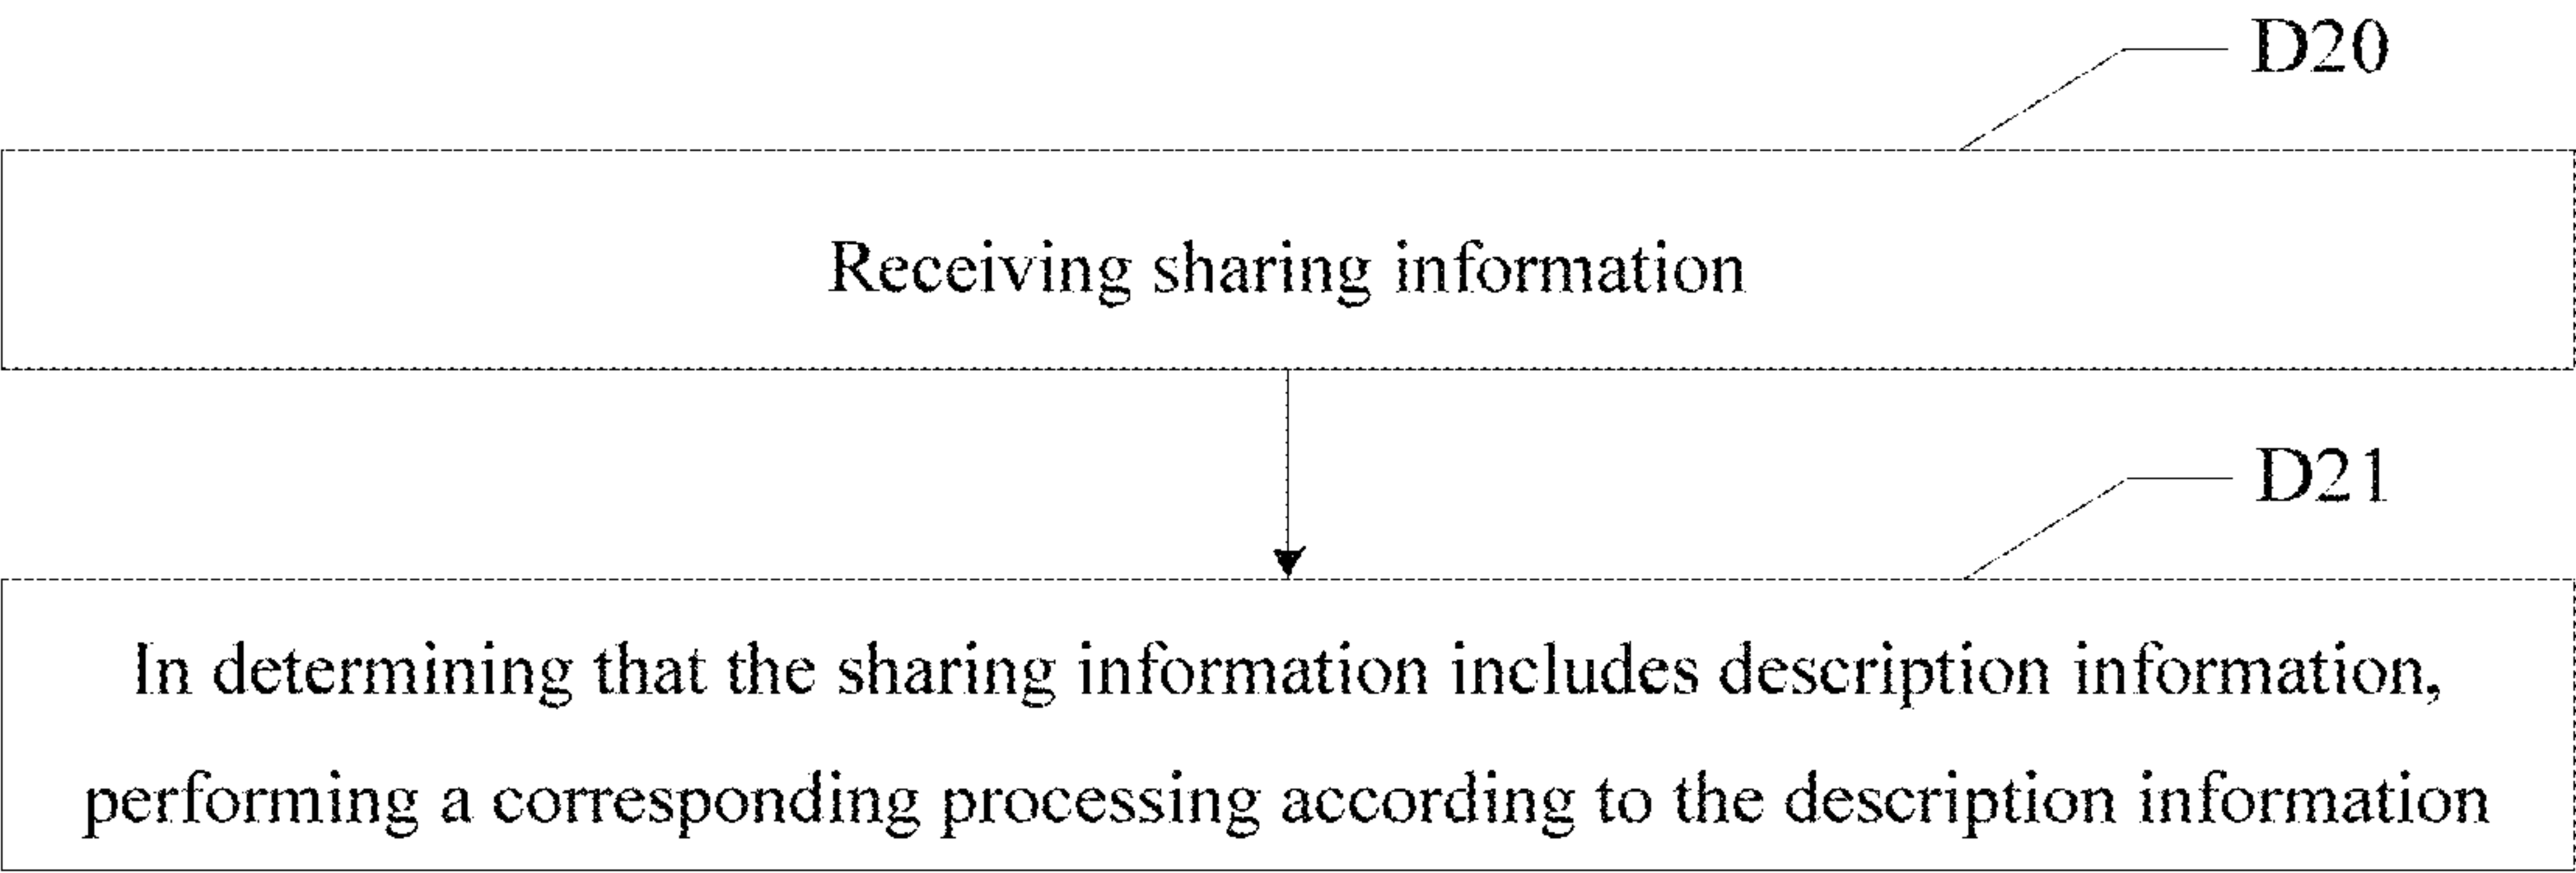 D20
Receiving sharing information
D21
In determining that the sharing information includes description information,
performing a corresponding processing according to the description information